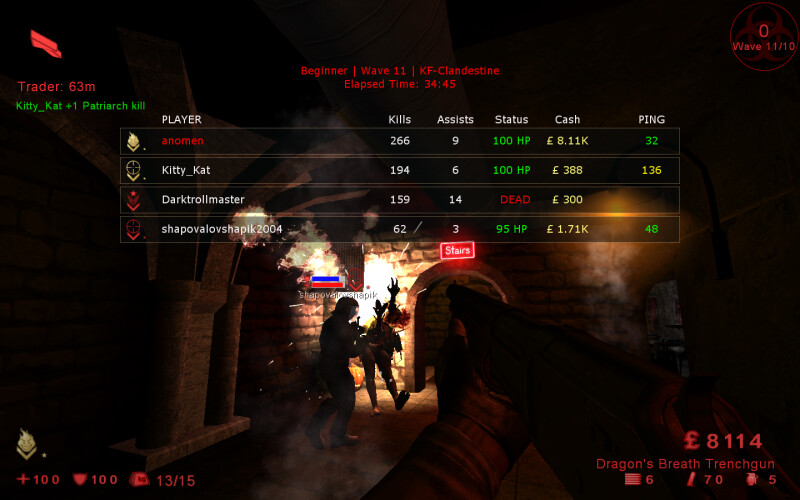 0
Wave 11/10
Beginner | Wave 11 | KF-Clandestine
Elapsed Time: 34:45
Trader: 63m
Kitty_Kat +1 Patriarch kill
PLAYER Kills Assists Status Cash PING
anomen 266 9 100 HP £ 8.11K 32
Kitty_Kat 194 6 100 HP £ 388 136
Darktrollmaster 159 14 DEAD £ 300
shapovalovshapik2004 62 3 95 HP £ 1.71K 48
Stairs
shapovalovshapik
£ 8114
Dragon's Breath Trenchgun
100 100 13/15 6 70 5